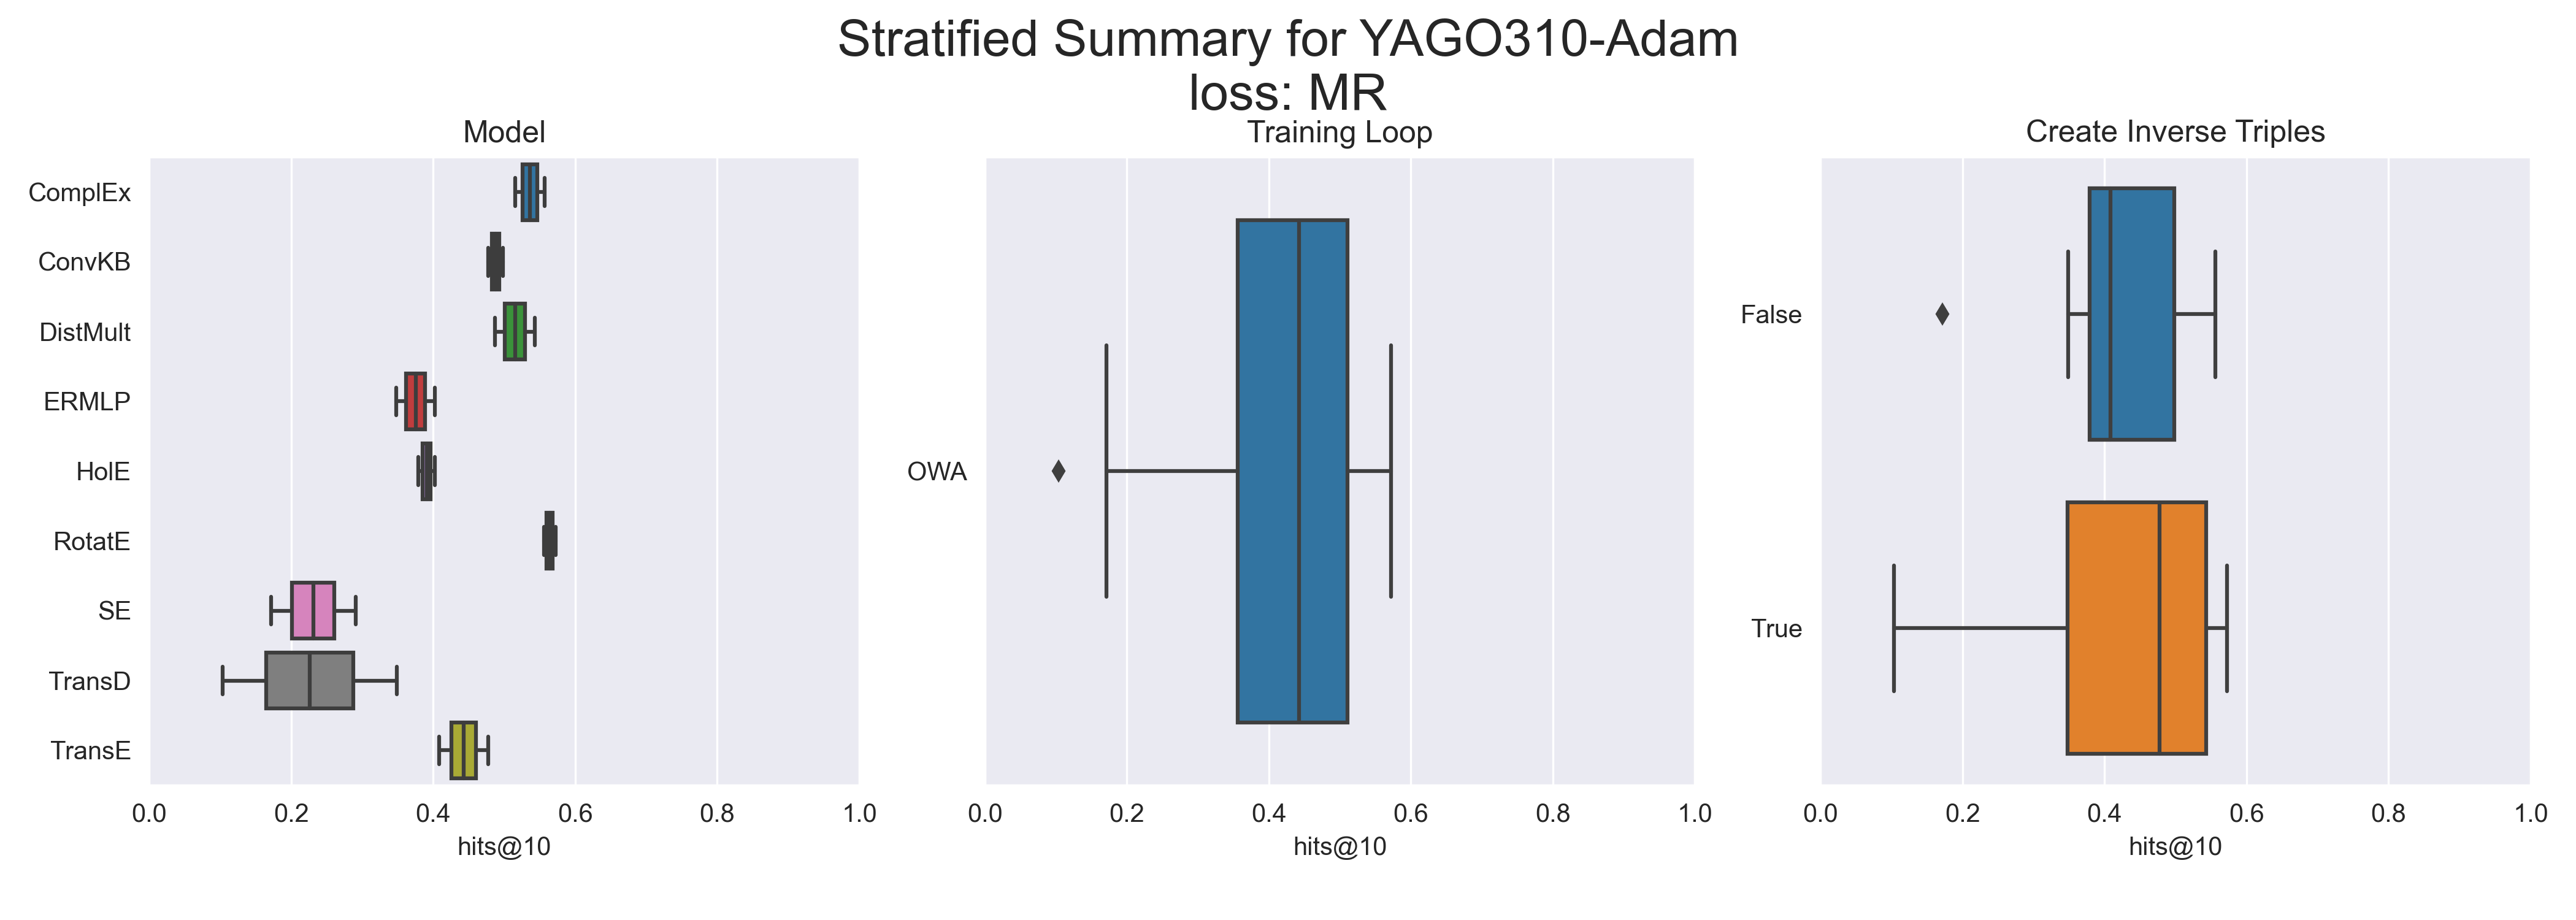 Stratified Summary for YAGO310-Adam
loss: MR
Model
ComplEx
ConvKB
DistMult
ERMLP
HolE
RotatE
SE
TransD
TransE
0.0 0.2 0.4 0.6 0.8 1.0
hits@10
Training Loop
OWA
0.0 0.2 0.4 0.6 0.8 1.0
hits@10
Create Inverse Triples
False
True
0.0 0.2 0.4 0.6 0.8 1.0
hits@10